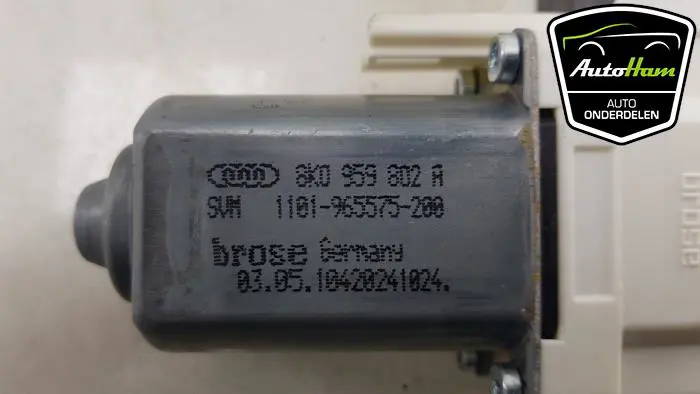 AutoHam
AUTO
ONDERDELEN
8K0 959 802 A
SVM 1101-965575-200
brose Germany
03.05.10420241024.
brose